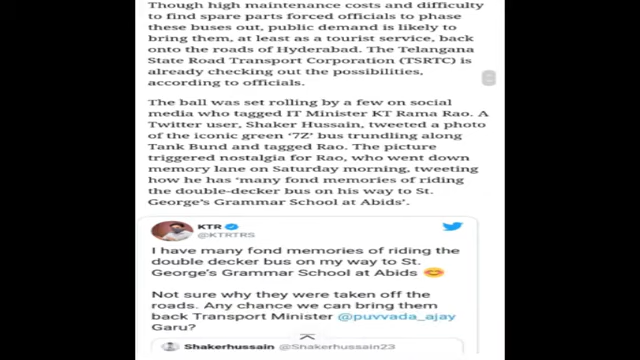 Though high maintenance costs and difficulty
to find spare parts forced officials to phase
these buses out, public demand is likely to
bring them, at least as a tourist service, back
onto the roads of Hyderabad. The Telangana
State Road Transport Corporation (TSRTC) is
already checking out the possibilities,
according to officials.
The ball was set rolling by a few on social
media who tagged IT Minister KT Rama Rao. A
Twitter user, Shaker Hussain, tweeted a photo
of the iconic green ‘7Z’ bus trundling along
Tank Bund and tagged Rao. The picture
triggered nostalgia for Rao, who went down
memory lane on Saturday morning, tweeting
how he has ‘many fond memories of riding
the double-decker bus on his way to St.
George’s Grammar School at Abids’.
KTR
@KTRTRS
I have many fond memories of riding the
double decker bus on my way to St.
George’s Grammar School at Abids 😍
Not sure why they were taken off the
roads. Any chance we can bring them
back Transport Minister @puvvada_ajay
Garu?
Shakerhussain @Shakerhussain23